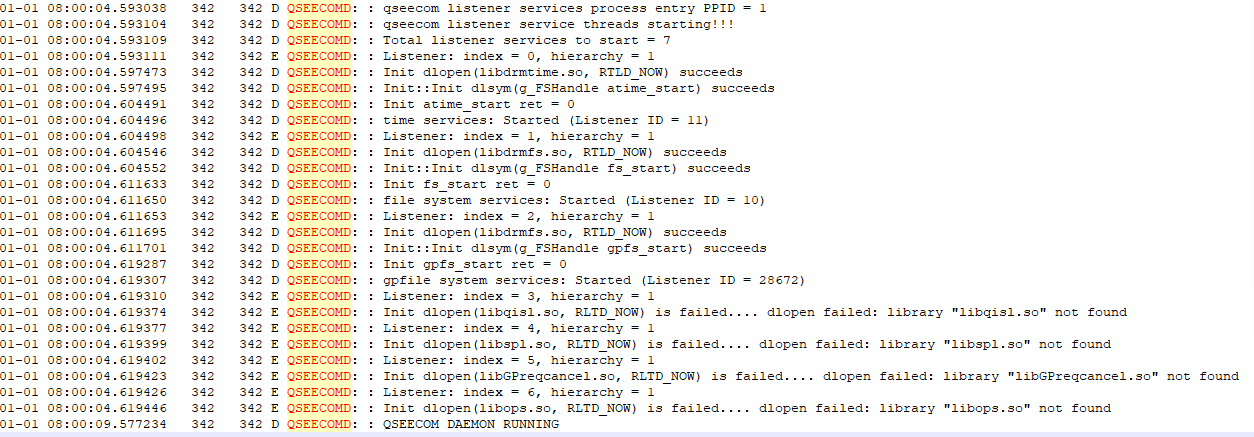 01-01 08:00:04.593038 342 342 D QSEECOMD: : qseecom listener services process entry PPID = 1
01-01 08:00:04.593104 342 342 D QSEECOMD: : qseecom listener service threads starting!!!
01-01 08:00:04.593109 342 342 D QSEECOMD: : Total listener services to start = 7
01-01 08:00:04.593111 342 342 E QSEECOMD: : Listener: index = 0, hierarchy = 1
01-01 08:00:04.597473 342 342 D QSEECOMD: : Init dlopen(libdrmtime.so, RTLD_NOW) succeeds
01-01 08:00:04.597495 342 342 D QSEECOMD: : Init::Init dlsym(g_FSHandle atime_start) succeeds
01-01 08:00:04.604491 342 342 D QSEECOMD: : Init atime_start ret = 0
01-01 08:00:04.604496 342 342 D QSEECOMD: : time services: Started (Listener ID = 11)
01-01 08:00:04.604498 342 342 E QSEECOMD: : Listener: index = 1, hierarchy = 1
01-01 08:00:04.604546 342 342 D QSEECOMD: : Init dlopen(libdrmfs.so, RTLD_NOW) succeeds
01-01 08:00:04.604552 342 342 D QSEECOMD: : Init::Init dlsym(g_FSHandle fs_start) succeeds
01-01 08:00:04.611633 342 342 D QSEECOMD: : Init fs_start ret = 0
01-01 08:00:04.611650 342 342 D QSEECOMD: : file system services: Started (Listener ID = 10)
01-01 08:00:04.611653 342 342 E QSEECOMD: : Listener: index = 2, hierarchy = 1
01-01 08:00:04.611695 342 342 D QSEECOMD: : Init dlopen(libdrmfs.so, RTLD_NOW) succeeds
01-01 08:00:04.611701 342 342 D QSEECOMD: : Init::Init dlsym(g_FSHandle gpfs_start) succeeds
01-01 08:00:04.619287 342 342 D QSEECOMD: : Init gpfs_start ret = 0
01-01 08:00:04.619307 342 342 D QSEECOMD: : gpfile system services: Started (Listener ID = 28672)
01-01 08:00:04.619310 342 342 E QSEECOMD: : Listener: index = 3, hierarchy = 1
01-01 08:00:04.619374 342 342 E QSEECOMD: : Init dlopen(libqisl.so, RLTD_NOW) is failed.... dlopen failed: library "libqisl.so" not found
01-01 08:00:04.619377 342 342 E QSEECOMD: : Listener: index = 4, hierarchy = 1
01-01 08:00:04.619399 342 342 E QSEECOMD: : Init dlopen(libspl.so, RLTD_NOW) is failed.... dlopen failed: library "libspl.so" not found
01-01 08:00:04.619402 342 342 E QSEECOMD: : Listener: index = 5, hierarchy = 1
01-01 08:00:04.619423 342 342 E QSEECOMD: : Init dlopen(libGPreqcancel.so, RLTD_NOW) is failed.... dlopen failed: library "libGPreqcancel.so" not found
01-01 08:00:04.619426 342 342 E QSEECOMD: : Listener: index = 6, hierarchy = 1
01-01 08:00:04.619446 342 342 E QSEECOMD: : Init dlopen(libops.so, RLTD_NOW) is failed.... dlopen failed: library "libops.so" not found
01-01 08:00:09.577234 342 342 D QSEECOMD: : QSEECOM DAEMON RUNNING